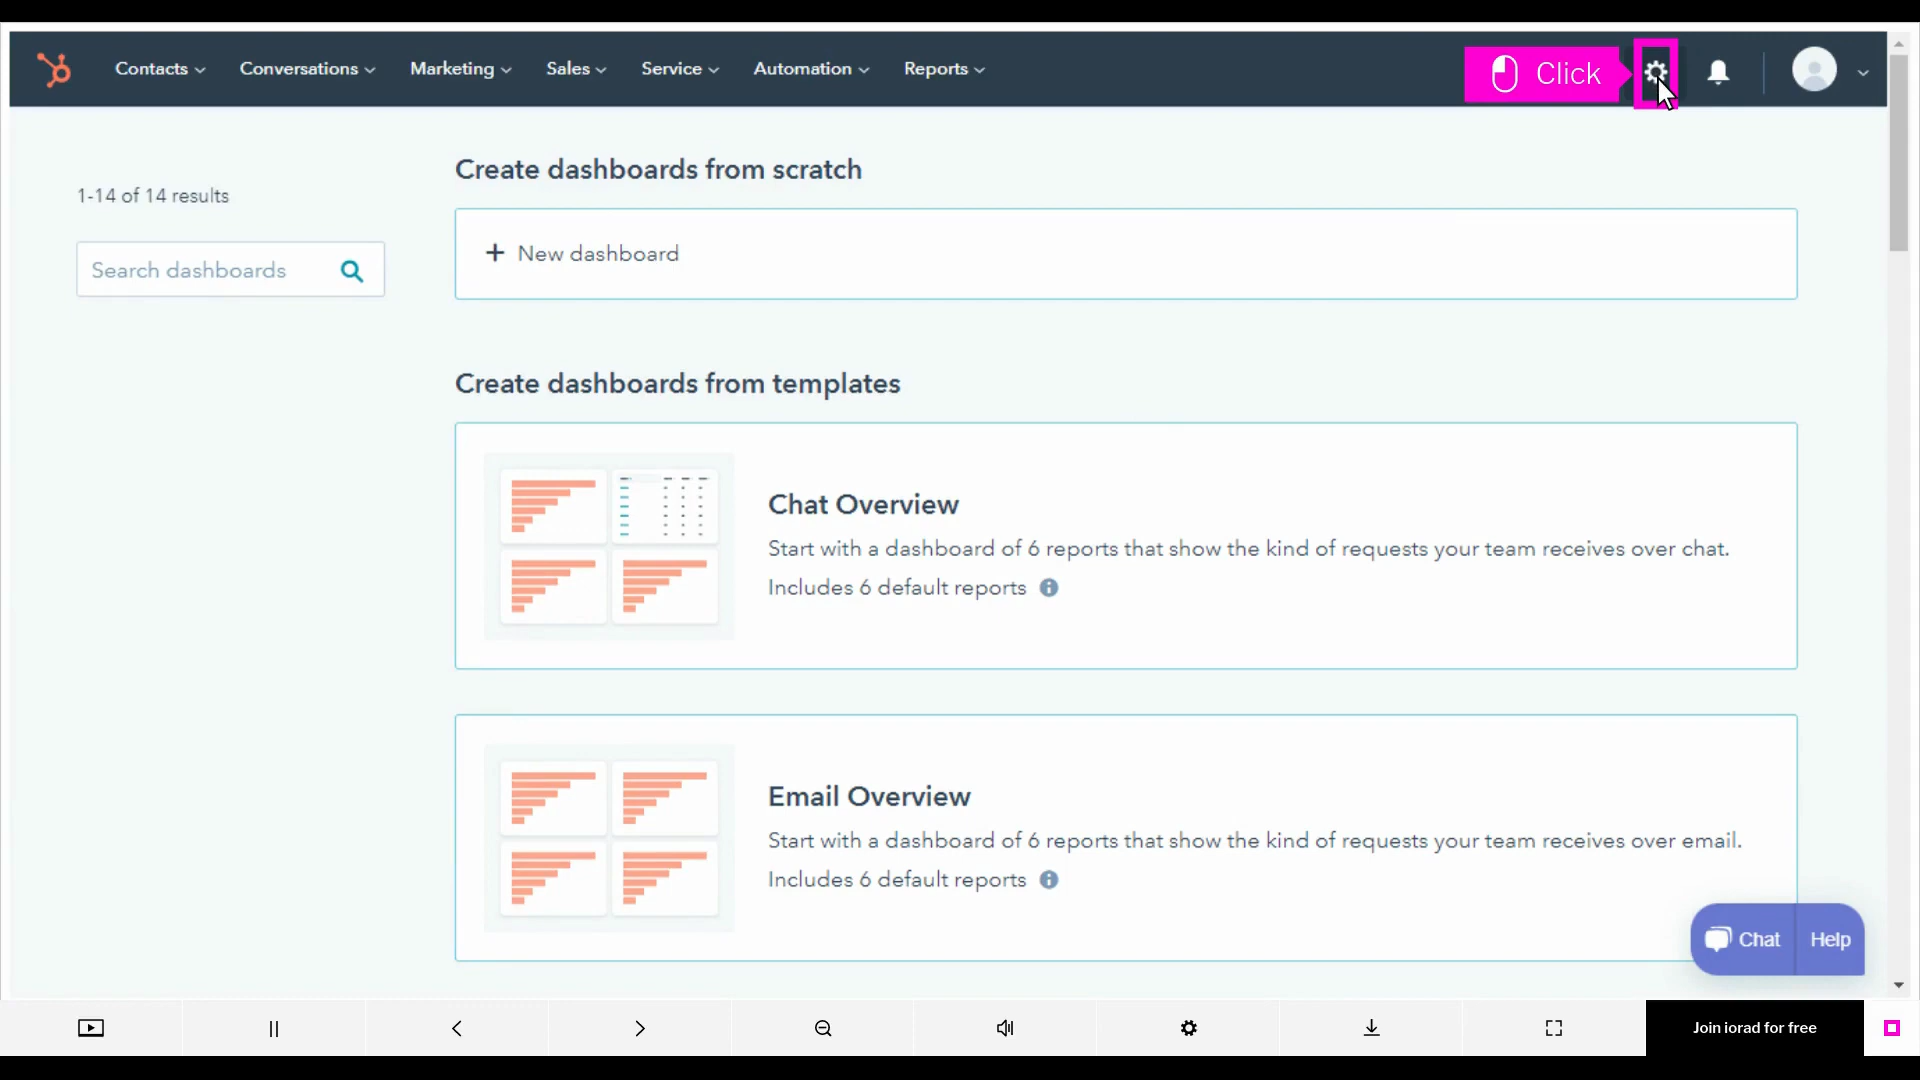 Contacts
Conversations
Marketing
Sales
Service
Automation
Reports
Click
1-14 of 14 results
Search dashboards
Create dashboards from scratch
+ New dashboard
Create dashboards from templates
Chat Overview
Start with a dashboard of 6 reports that show the kind of requests your team receives over chat.
Includes 6 default reports
Email Overview
Start with a dashboard of 6 reports that show the kind of requests your team receives over email.
Includes 6 default reports
Chat
Help
Join iorad for free